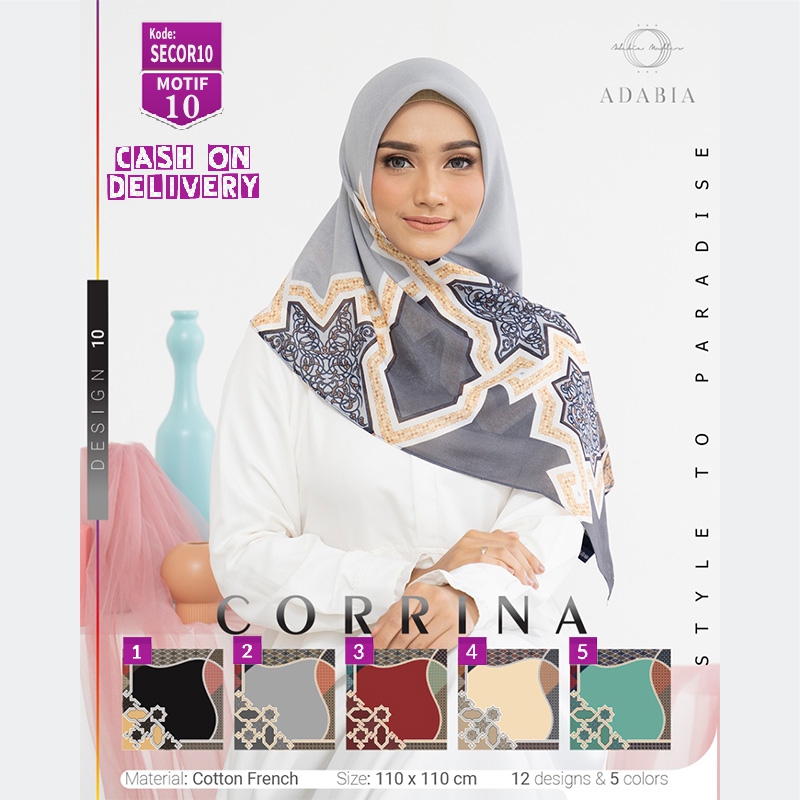 Kode:
SECOR10
MOTIF
10
CASH ON
DELIVERY
ADABIA
STYLE TO PARADISE
DESIGN 10
CORRINA
1 2 3 4 5
Material: Cotton French Size: 110 x 110 cm 12 designs & 5 colors